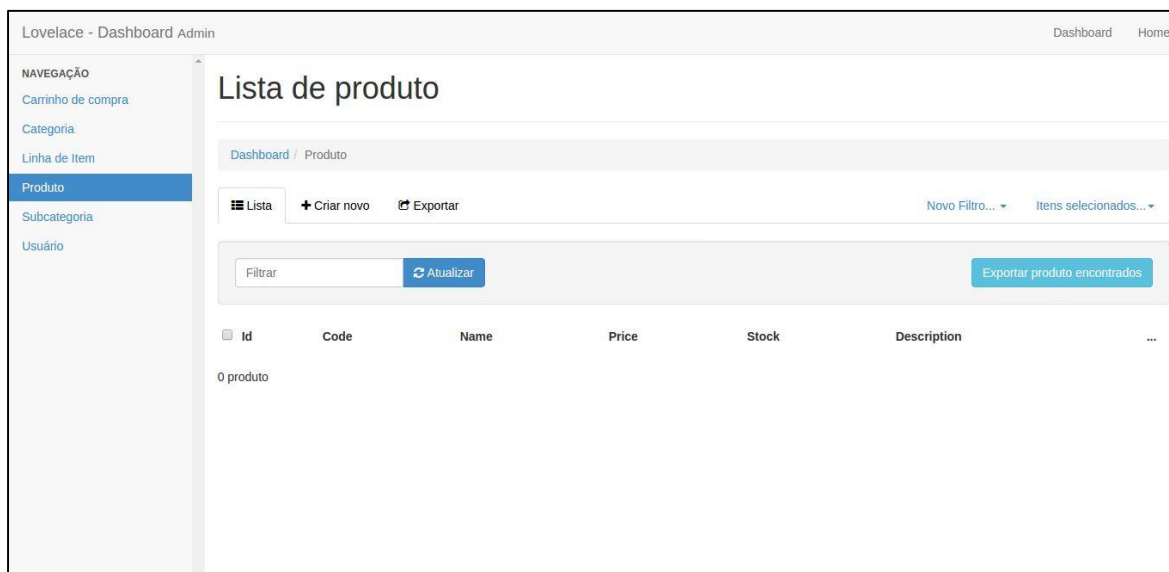 Lovelace - Dashboard Admin
Dashboard Home
NAVEGAÇÃO
Carrinho de compra
Categoria
Linha de Item
Produto
Subcategoria
Usuário
Lista de produto
Dashboard / Produto
Lista Criar novo Exportar Novo Filtro... Itens selecionados...
Filtrar Atualizar Exportar produto encontrados
Id Code Name Price Stock Description ...
0 produto